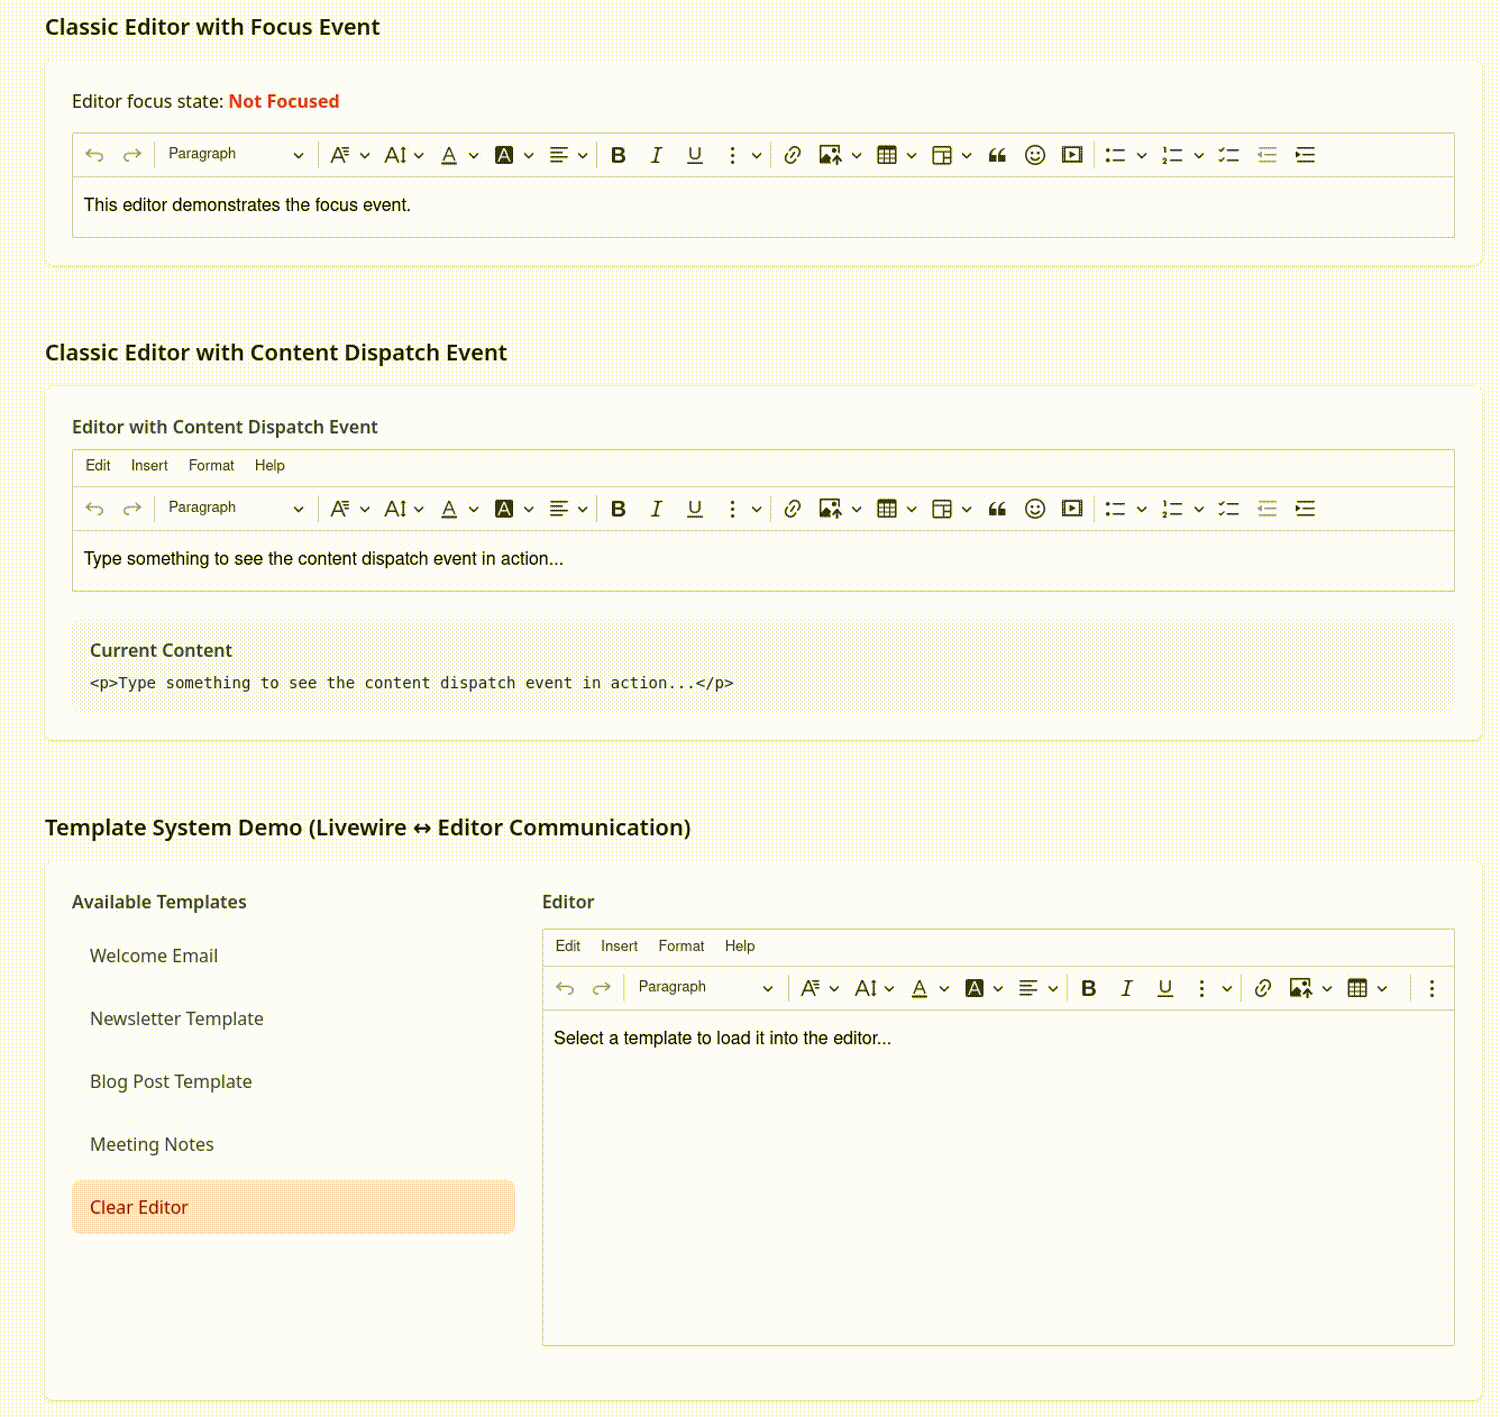 Classic Editor with Focus Event
Editor focus state: Not Focused
Paragraph
This editor demonstrates the focus event.
Classic Editor with Content Dispatch Event
Editor with Content Dispatch Event
Edit Insert Format Help
Paragraph
Type something to see the content dispatch event in action...
Current Content
<p>Type something to see the content dispatch event in action...</p>
Template System Demo (Livewire ↔ Editor Communication)
Available Templates
Welcome Email
Newsletter Template
Blog Post Template
Meeting Notes
Clear Editor
Editor
Edit Insert Format Help
Paragraph
Select a template to load it into the editor...